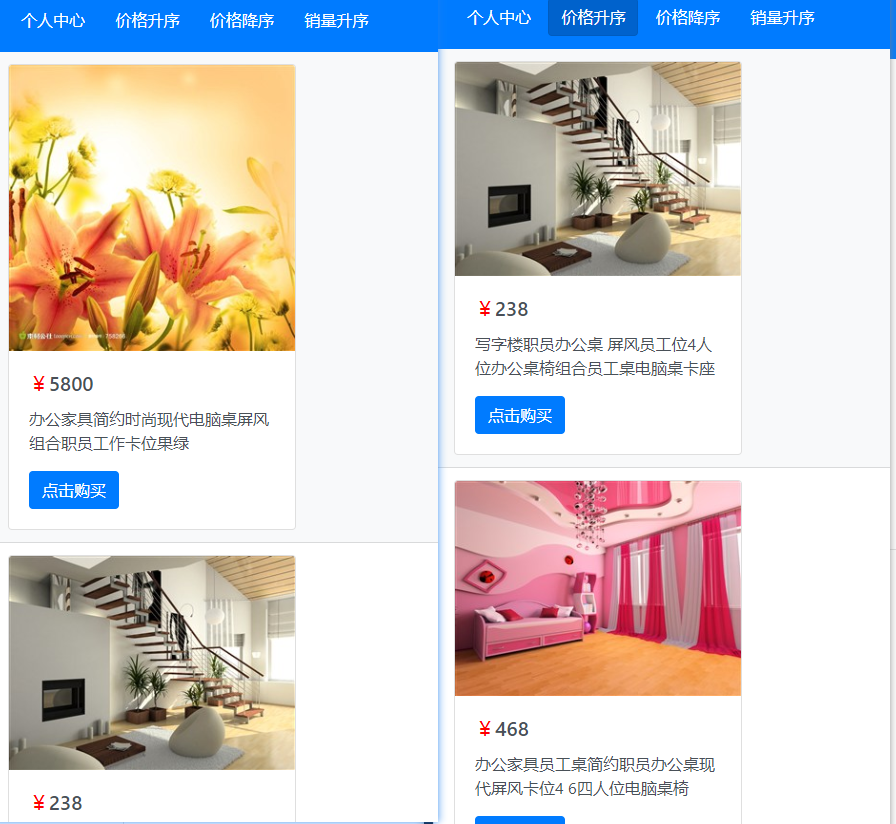 个人中心 价格升序 价格降序 销量升序
￥5800
办公家具简约时尚现代电脑桌屏风
组合职员工作卡位果绿
点击购买
￥238
个人中心 价格升序 价格降序 销量升序
￥238
写字楼职员办公桌 屏风员工位4人
位办公桌椅组合员工桌电脑桌卡座
点击购买
￥468
办公家具员工桌简约职员办公桌现
代屏风卡位4 6四人位电脑桌椅